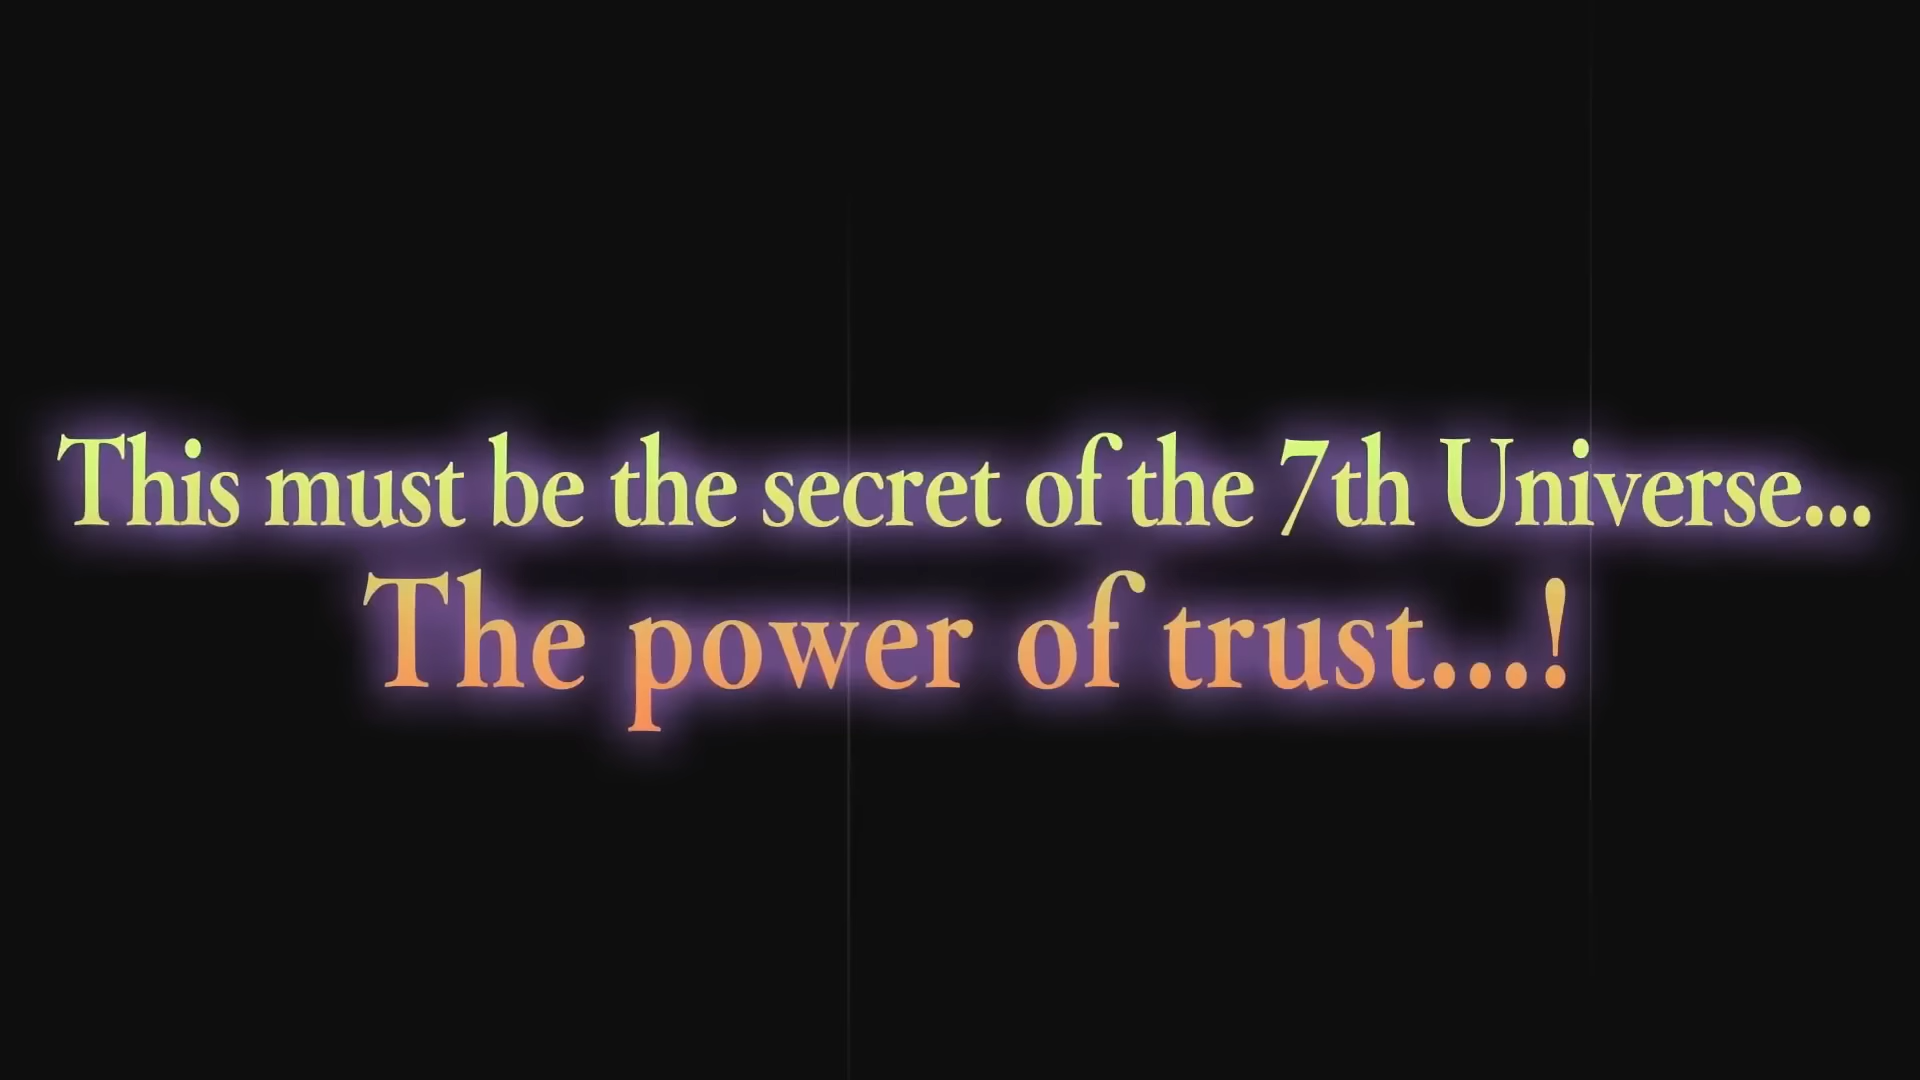 This must be the secret of the 7th Universe...
The power of trust...!